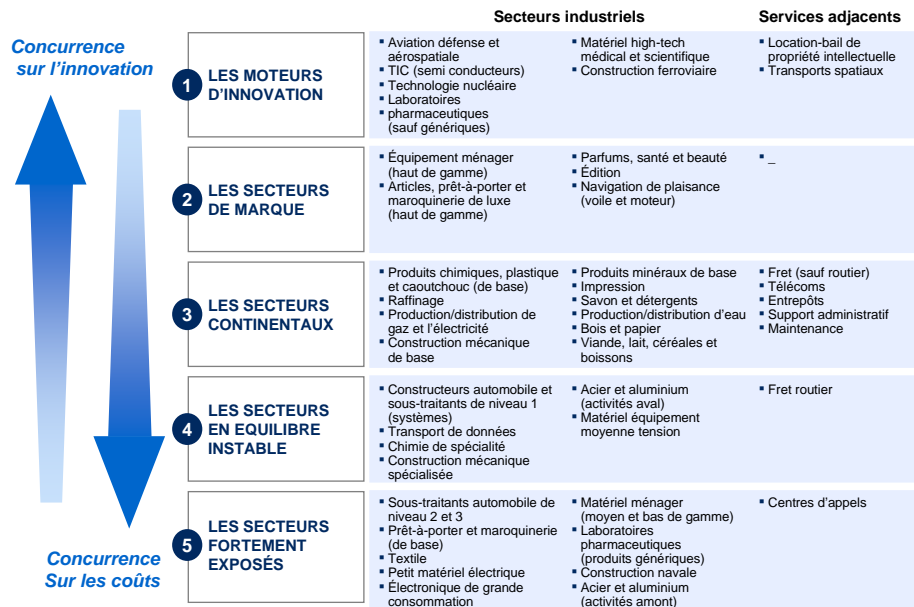 Secteurs industriels
Services adjacents
Concurrence
sur l’innovation
1
LES MOTEURS
D’INNOVATION
▪ Aviation défense et
aérospatiale
▪ TIC (semi conducteurs)
▪ Technologie nucléaire
▪ Laboratoires
▪ pharmaceutiques
(sauf génériques)
▪ Matériel high-tech
médical et scientifique
▪ Construction ferroviaire
▪ Location-bail de
propriété intellectuelle
▪ Transports spatiaux
2
LES SECTEURS
DE MARQUE
▪ Équipement ménager
(haut de gamme)
▪ Articles, prêt-à-porter et
maroquinerie de luxe
(haut de gamme)
▪ Parfums, santé et beauté
▪ Édition
▪ Navigation de plaisance
(voile et moteur)
▪ _
3
LES SECTEURS
CONTINENTAUX
▪ Produits chimiques, plastique
et caoutchouc (de base)
▪ Raffinage
▪ Production/distribution de
gaz et l’électricité
▪ Construction mécanique
de base
▪ Produits minéraux de base
▪ Impression
▪ Savon et détergents
▪ Production/distribution d’eau
▪ Bois et papier
▪ Viande, lait, céréales et
boissons
▪ Fret (sauf routier)
▪ Télécoms
▪ Entrepôts
▪ Support administratif
▪ Maintenance
4
LES SECTEURS
EN EQUILIBRE
INSTABLE
▪ Constructeurs automobile et
sous-traitants de niveau 1
(systèmes)
▪ Transport de données
▪ Chimie de spécialité
▪ Construction mécanique
spécialisée
▪ Acier et aluminium
(activités aval)
▪ Matériel équipement
moyenne tension
▪ Fret routier
5
LES SECTEURS
FORTEMENT
EXPOSÉS
▪ Sous-traitants automobile de
niveau 2 et 3
▪ Prêt-à-porter et maroquinerie
(de base)
▪ Textile
▪ Petit matériel électrique
▪ Électronique de grande
consommation
▪ Matériel ménager
(moyen et bas de gamme)
▪ Laboratoires
pharmaceutiques
(produits génériques)
▪ Construction navale
▪ Acier et aluminium
(activités amont)
▪ Centres d’appels
Concurrence
Sur les coûts